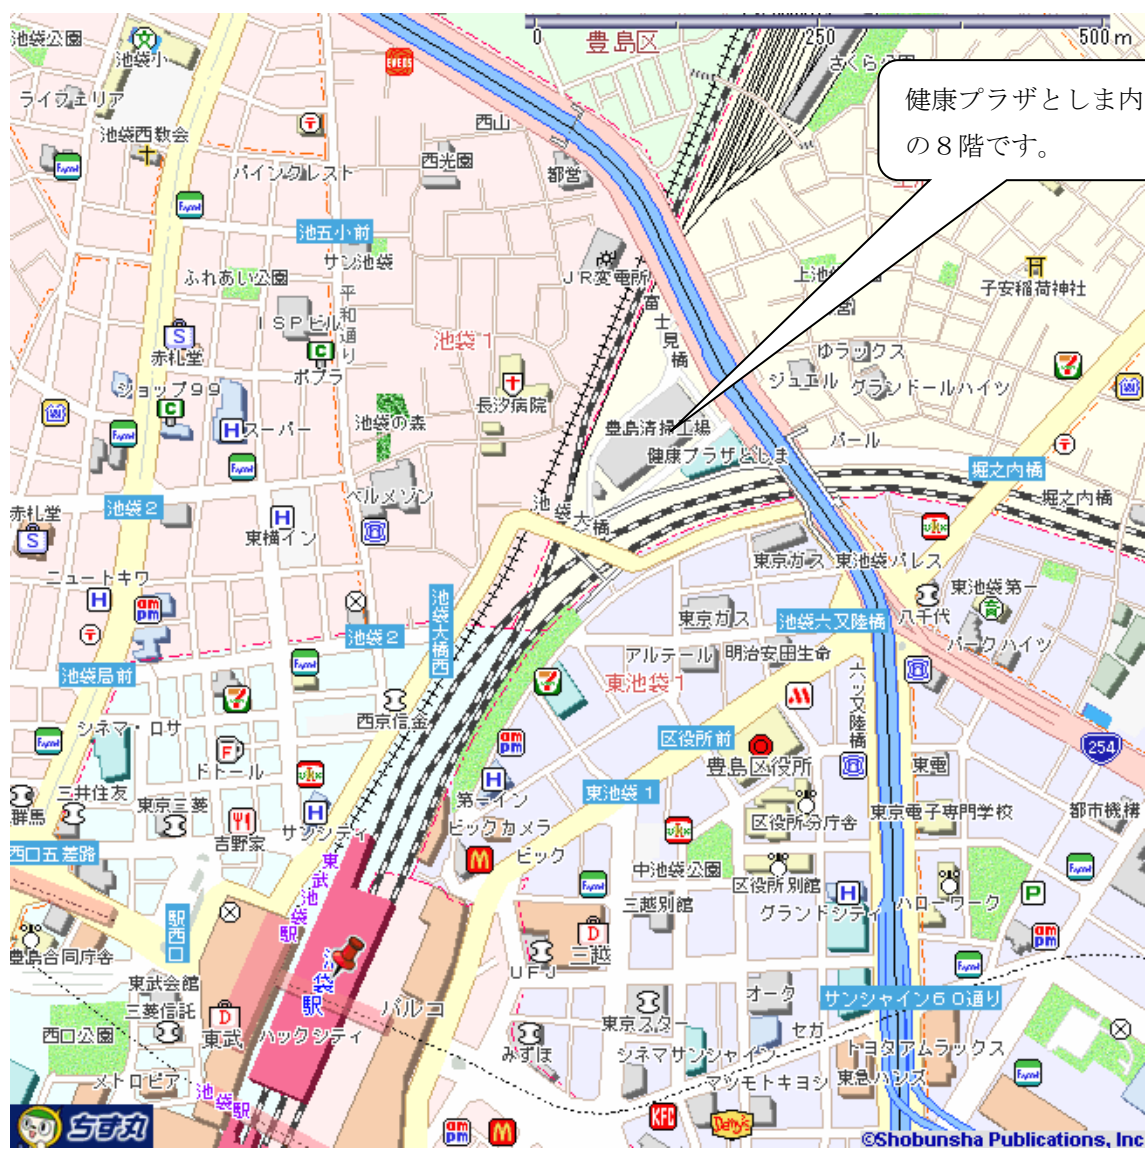 0 250 500 m
豊島区
池袋公園
池袋小
EVEDS
さくら公園
健康プラザとしま内
の８階です。
ライフェリア
池袋西教会
パインクレスト
西山
西光園
都営
池五小前
サン池袋
ふれあい公園
平和通り
ＪＲ変電所
富士見橋
子安稲荷神社
ＩＳＰビル
池袋1
赤札堂
ポプラ
ショップ９９
長汐病院
ゆラックス
ジュエル
グランドールハイツ
スーパー
池袋の森
豊島清掃工場
健康プラザとしま
パール
堀之内橋
堀之内橋
池袋２
ベルメゾン
池袋大橋
赤札堂
東横イン
東京ガス
東池袋パレス
ニュートキワ
am
pm
池袋大橋西
東池袋第一
東京ガス
池袋六又陸橋
八千代
池袋２
パークハイツ
池袋局前
アルテール
明治安田生命
東池袋1
六ッ又陸橋
西京信金
シネマ・ロサ
区役所前
254
ドトール
am
pm
豊島区役所
東電
三井住友
東京三菱
第一イン
東池袋１
群馬
吉野家
サンシティ
ビックカメラ
区役所分庁舎
東京電子専門学校
都市機構
西口五差路
東武池袋駅
ビック
中池袋公園
区役所別館
駅西口
三越別館
グランドシティ
ハローワーク
am
pm
豊島合同庁舎
池袋駅
ＵＦＪ
三越
東武会館
三菱信託
パルコ
オーク
サンシャイン６０通り
西口公園
東武
ハックシティ
東京スター
セガ
みずほ
シネマサンシャイン
トヨタアムラックス
メトロピア
マツモトキヨシ
東急ハンズ
池袋駅
ちず丸
am
pm
KFC
Denny's
©Shobunsha Publications, Inc